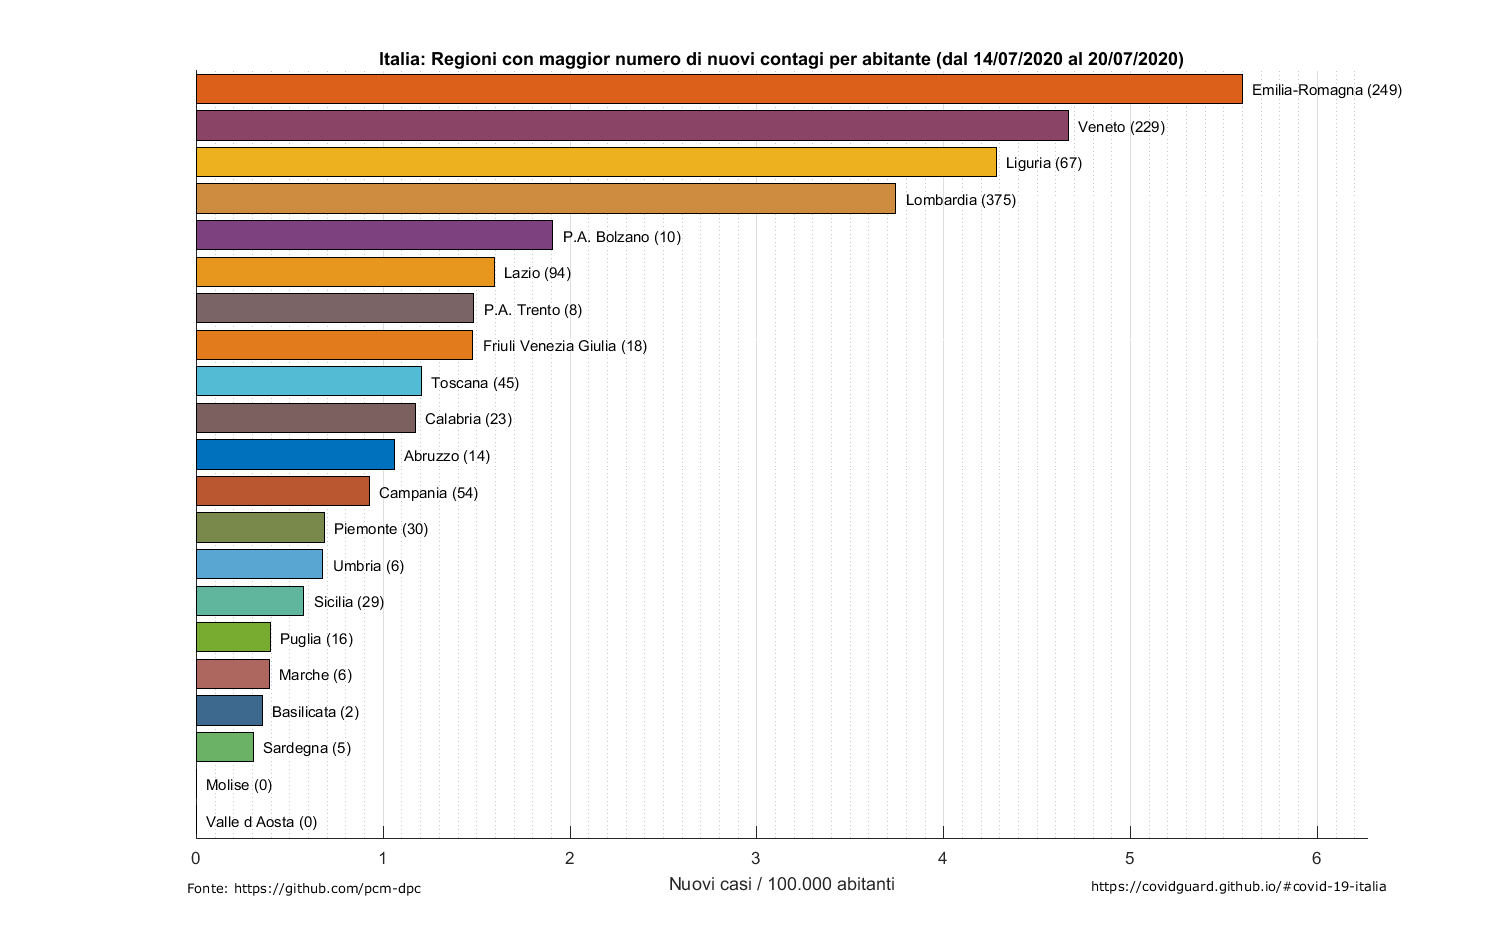 Italia: Regioni con maggior numero di nuovi contagi per abitante (dal 14/07/2020 al 20/07/2020)
Emilia-Romagna (249)
Veneto (229)
Liguria (67)
Lombardia (375)
P.A. Bolzano (10)
Lazio (94)
P.A. Trento (8)
Friuli Venezia Giulia (18)
Toscana (45)
Calabria (23)
Abruzzo (14)
Campania (54)
Piemonte (30)
Umbria (6)
Sicilia (29)
Puglia (16)
Marche (6)
Basilicata (2)
Sardegna (5)
Molise (0)
Valle d Aosta (0)
0 1 2 3 4 5 6
Nuovi casi / 100.000 abitanti
Fonte: https://github.com/pcm-dpc
https://covidguard.github.io/#covid-19-italia